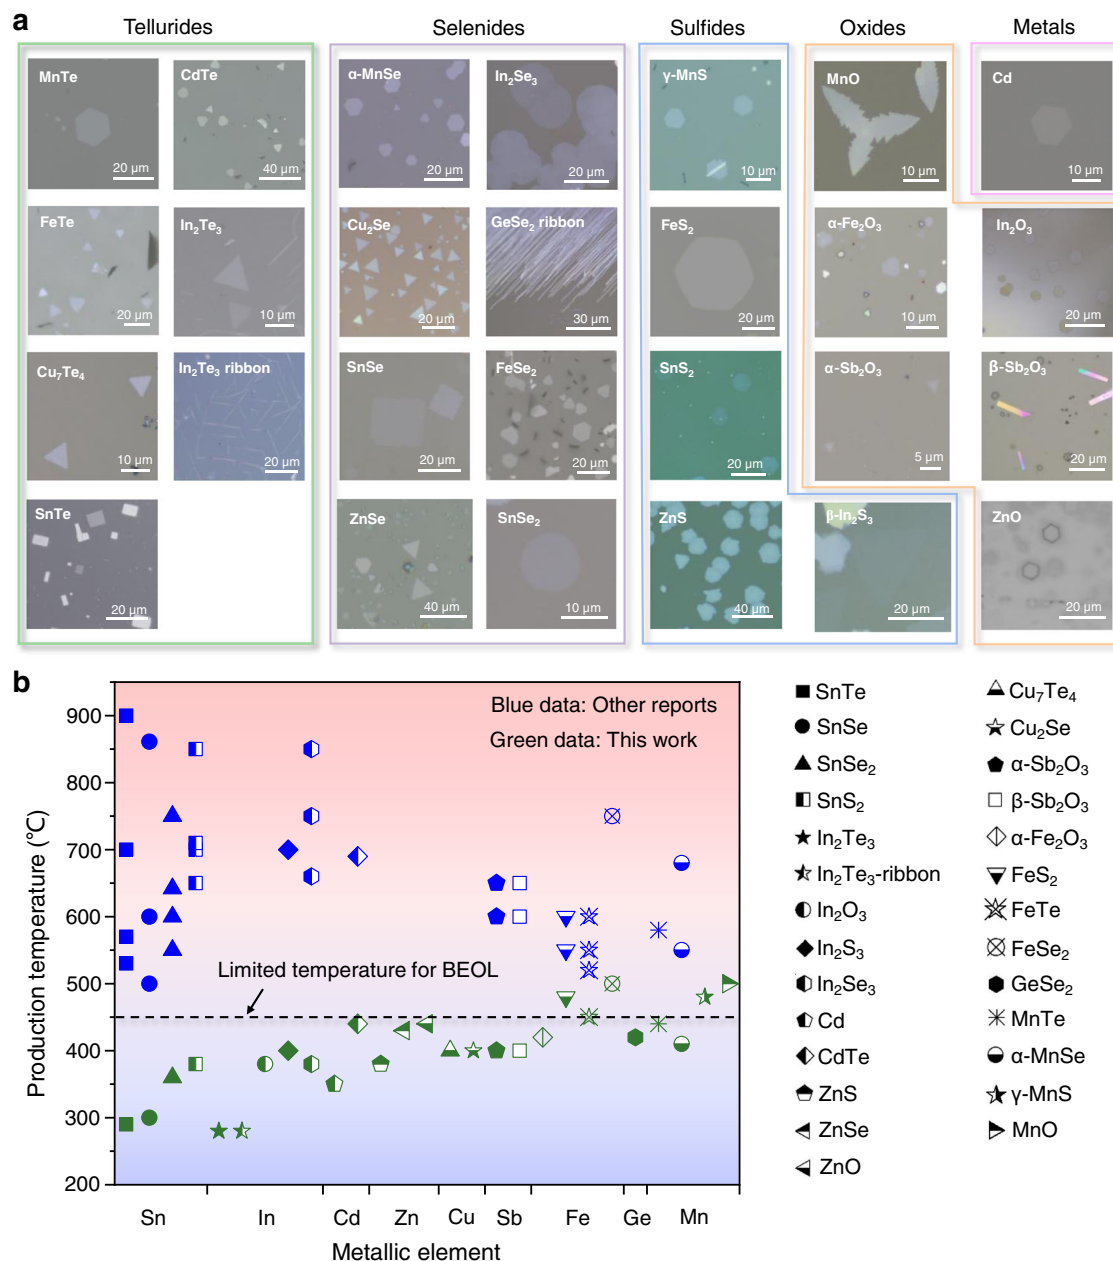 a
Tellurides Selenides Sulfides Oxides Metals
MnTe CdTe α-MnSe In₂Se₃ γ-MnS MnO Cd
20 µm 40 µm 20 µm 20 µm 10 µm 10 µm 10 µm
FeTe In₂Te₃ Cu₂Se GeSe₂ ribbon FeS₂ α-Fe₂O₃ In₂O₃
20 µm 10 µm 20 µm 30 µm 20 µm 10 µm 20 µm
Cu₇Te₄ In₂Te₃ ribbon SnSe FeSe₂ SnS₂ α-Sb₂O₃ β-Sb₂O₃
10 µm 20 µm 20 µm 20 µm 20 µm 5 µm 20 µm
SnTe ZnSe SnSe₂ ZnS β-In₂S₃ ZnO
20 µm 40 µm 10 µm 40 µm 20 µm 20 µm
b
Blue data: Other reports
Green data: This work
Limited temperature for BEOL
Production temperature (℃)
900
800
700
600
500
400
300
200
Sn In Cd Zn Cu Sb Fe Ge Mn
Metallic element
SnTe
SnSe
SnSe₂
SnS₂
In₂Te₃
In₂Te₃-ribbon
In₂O₃
In₂S₃
In₂Se₃
Cd
CdTe
ZnS
ZnSe
ZnO
Cu₇Te₄
Cu₂Se
α-Sb₂O₃
β-Sb₂O₃
α-Fe₂O₃
FeS₂
FeTe
FeSe₂
GeSe₂
MnTe
α-MnSe
γ-MnS
MnO